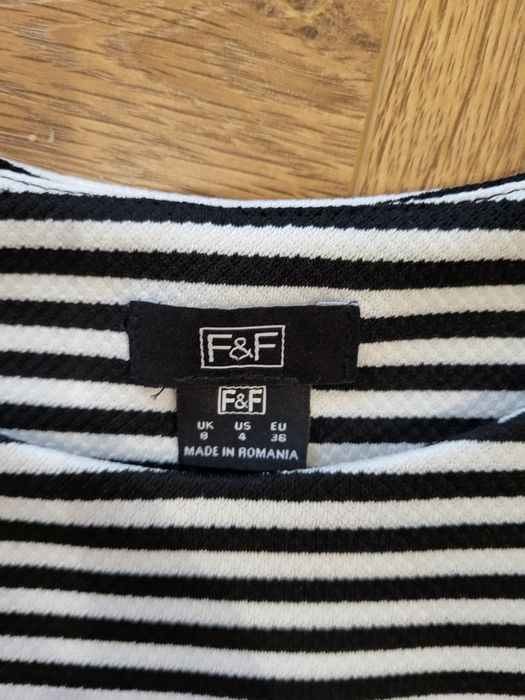 F&F
F&F
UK US EU
8 4 36
MADE IN ROMANIA